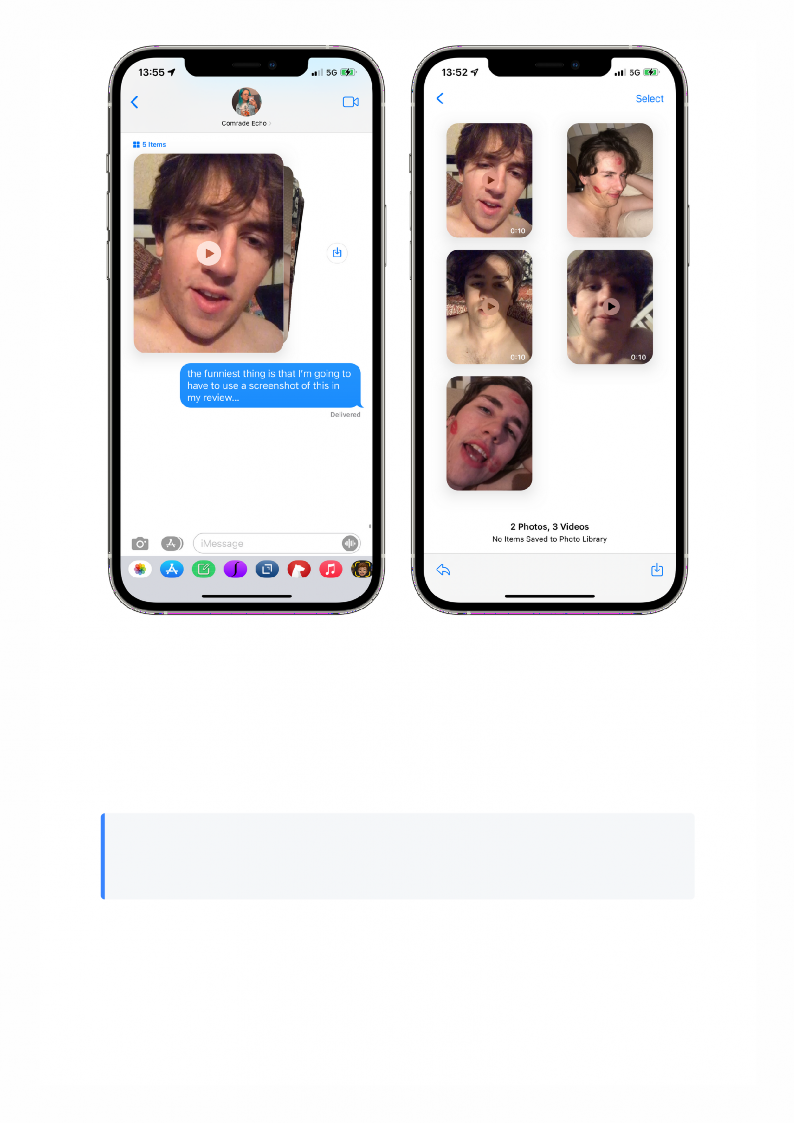 13:55
5G
Comrade Echo
5 Items
the funniest thing is that I'm going to
have to use a screenshot of this in
my review...
Delivered
iMessage
13:52
5G
Select
0:10
0:10
0:10
2 Photos, 3 Videos
No Items Saved to Photo Library